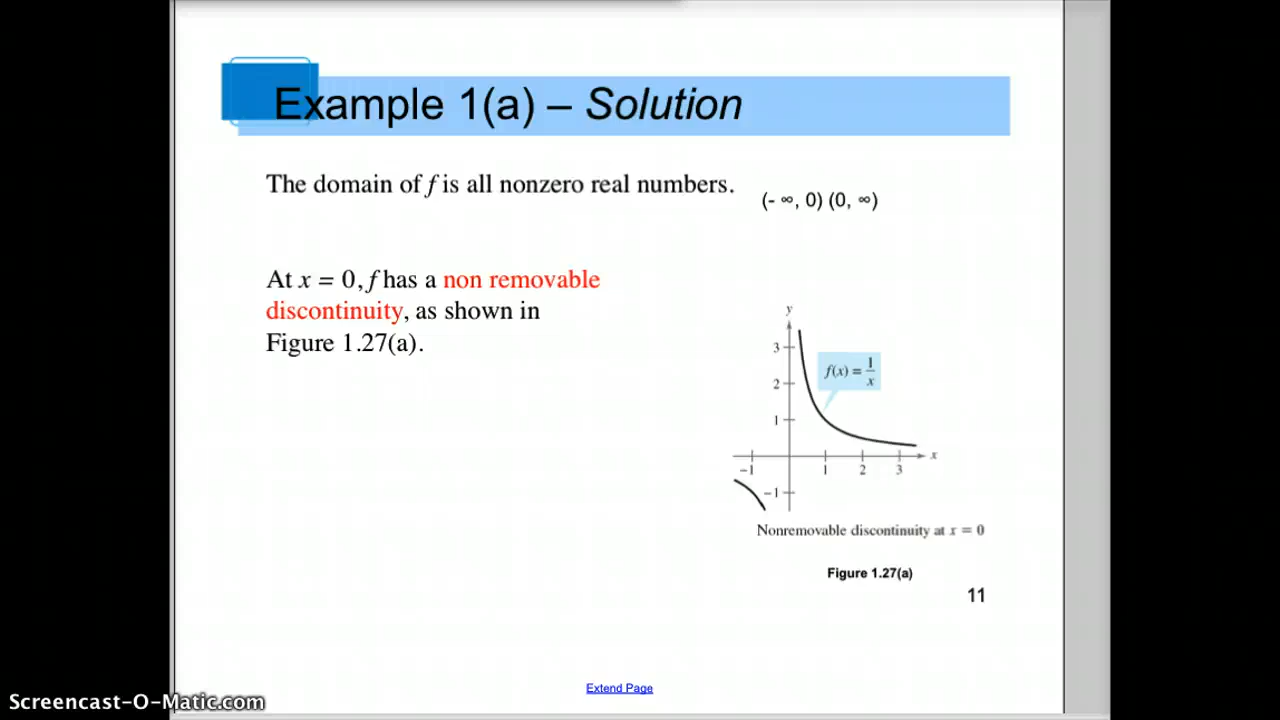 Example 1(a) – Solution
The domain of f is all nonzero real numbers.
(- ∞, 0) (0, ∞)
At x = 0, f has a non removable
discontinuity, as shown in
Figure 1.27(a).
y
3
f(x) = 1/x
2
1
x
−1
1
2
3
−1
Nonremovable discontinuity at x = 0
Figure 1.27(a)
11
Extend Page
Screencast-O-Matic.com